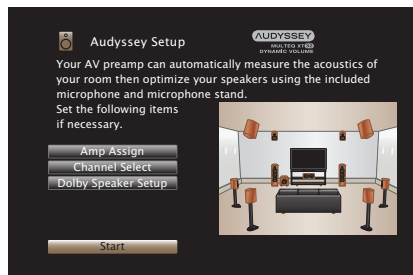 Audyssey Setup
AUDYSSEY
MULTEQ XT32
DYNAMIC VOLUME
Your AV preamp can automatically measure the acoustics of
your room then optimize your speakers using the included
microphone and microphone stand.
Set the following items
if necessary.
Amp Assign
Channel Select
Dolby Speaker Setup
Start